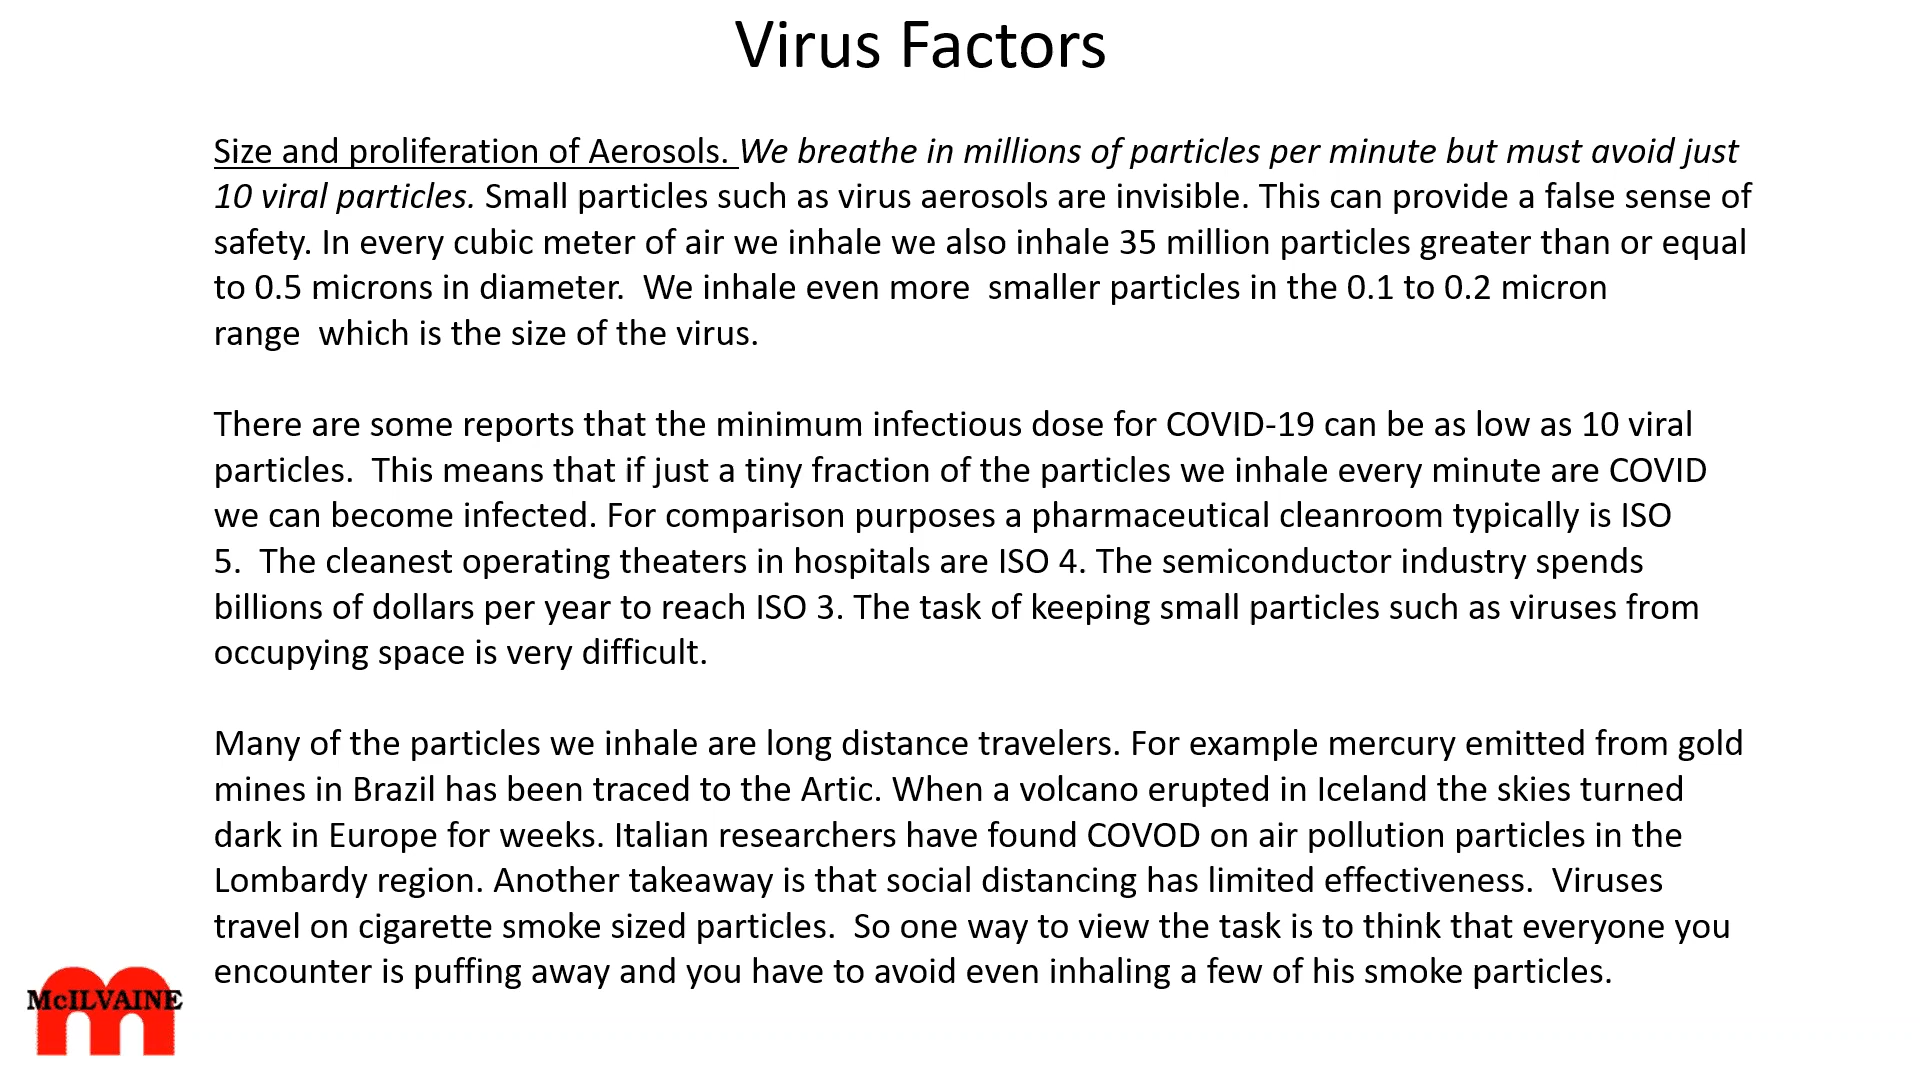 Virus Factors
Size and proliferation of Aerosols. We breathe in millions of particles per minute but must avoid just
10 viral particles. Small particles such as virus aerosols are invisible. This can provide a false sense of
safety. In every cubic meter of air we inhale we also inhale 35 million particles greater than or equal
to 0.5 microns in diameter.  We inhale even more  smaller particles in the 0.1 to 0.2 micron
range  which is the size of the virus.
There are some reports that the minimum infectious dose for COVID-19 can be as low as 10 viral
particles.  This means that if just a tiny fraction of the particles we inhale every minute are COVID
we can become infected. For comparison purposes a pharmaceutical cleanroom typically is ISO
5.  The cleanest operating theaters in hospitals are ISO 4. The semiconductor industry spends
billions of dollars per year to reach ISO 3. The task of keeping small particles such as viruses from
occupying space is very difficult.
Many of the particles we inhale are long distance travelers. For example mercury emitted from gold
mines in Brazil has been traced to the Artic. When a volcano erupted in Iceland the skies turned
dark in Europe for weeks. Italian researchers have found COVOD on air pollution particles in the
Lombardy region. Another takeaway is that social distancing has limited effectiveness.  Viruses
travel on cigarette smoke sized particles.  So one way to view the task is to think that everyone you
encounter is puffing away and you have to avoid even inhaling a few of his smoke particles.
McILVAINE